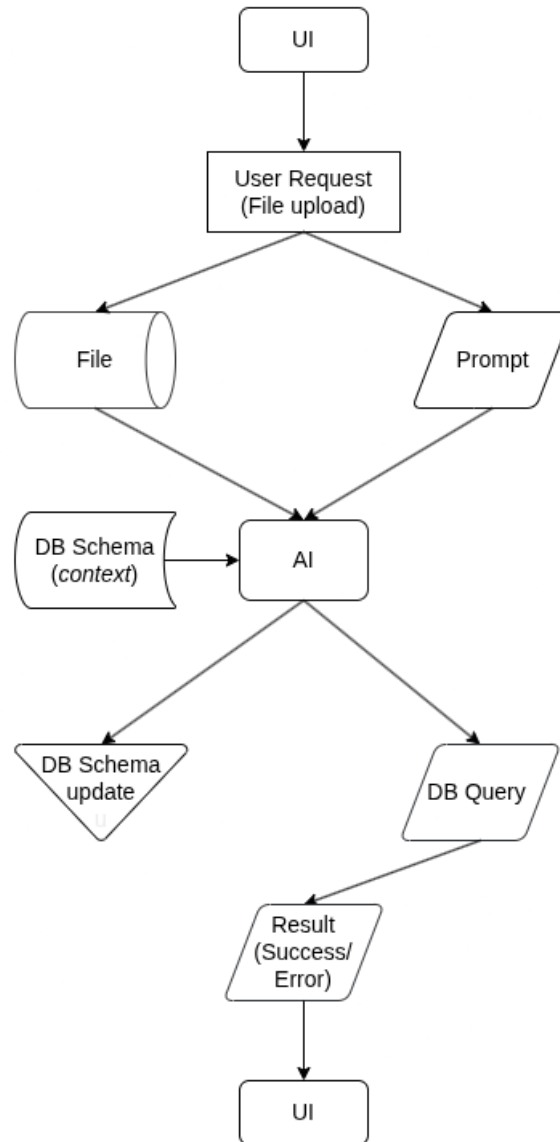 UI
User Request
(File upload)
File
Prompt
DB Schema
(context)
AI
DB Schema
update
u
DB Query
Result
(Success/
Error)
UI